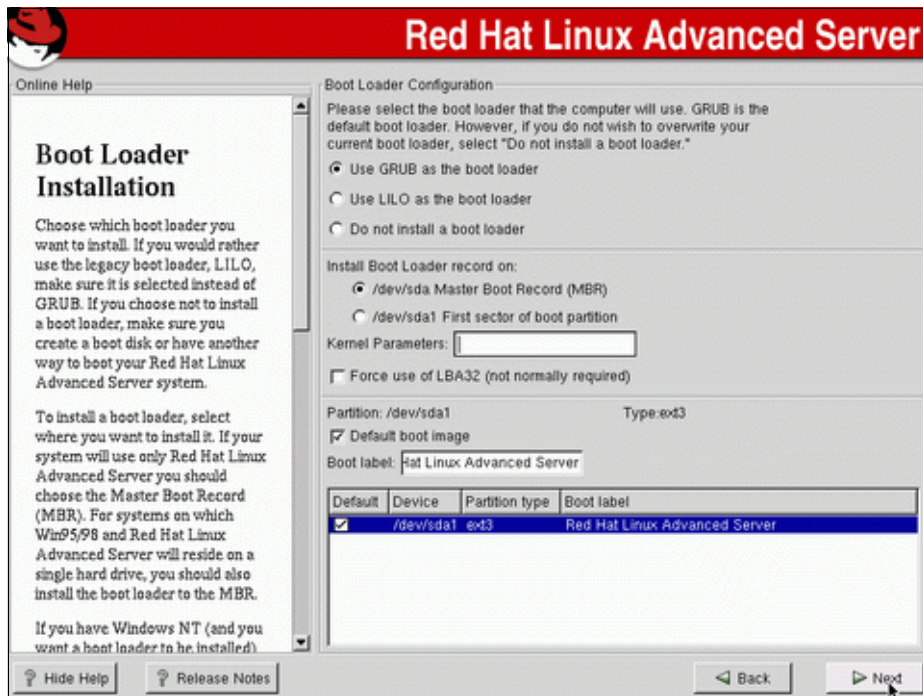 Red Hat Linux Advanced Server
Online Help
Boot Loader
Installation
Choose which boot loader you
want to install. If you would rather
use the legacy boot loader, LILO,
make sure it is selected instead of
GRUB. If you choose not to install
a boot loader, make sure you
create a boot disk or have another
way to boot your Red Hat Linux
Advanced Server system.
To install a boot loader, select
where you want to install it. If your
system will use only Red Hat Linux
Advanced Server you should
choose the Master Boot Record
(MBR). For systems on which
Win95/98 and Red Hat Linux
Advanced Server will reside on a
single hard drive, you should also
install the boot loader to the MBR.
If you have Windows NT (and you
want a boot loader to be installed)
Boot Loader Configuration
Please select the boot loader that the computer will use. GRUB is the
default boot loader. However, if you do not wish to overwrite your
current boot loader, select "Do not install a boot loader."
Use GRUB as the boot loader
Use LILO as the boot loader
Do not install a boot loader
Install Boot Loader record on:
/dev/sda Master Boot Record (MBR)
/dev/sda1 First sector of boot partition
Kernel Parameters:
Force use of LBA32 (not normally required)
Partition: /dev/sda1 Type:ext3
Default boot image
Boot label: Hat Linux Advanced Server
Default Device Partition type Boot label
/dev/sda1 ext3 Red Hat Linux Advanced Server
Hide Help Release Notes Back Next